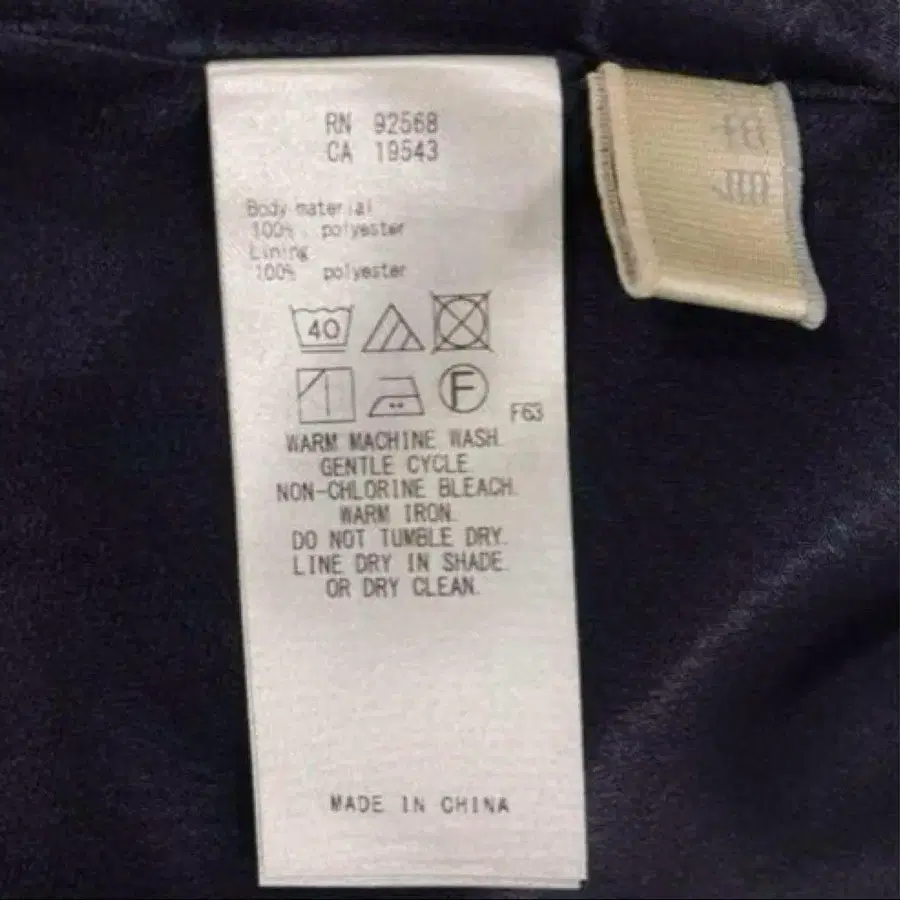 RN 92568
CA 19543
Body material
100% polyester
Lining
100% polyester
40
F
F63
WARM MACHINE WASH.
GENTLE CYCLE.
NON-CHLORINE BLEACH.
WARM IRON.
DO NOT TUMBLE DRY.
LINE DRY IN SHADE.
OR DRY CLEAN.
MADE IN CHINA